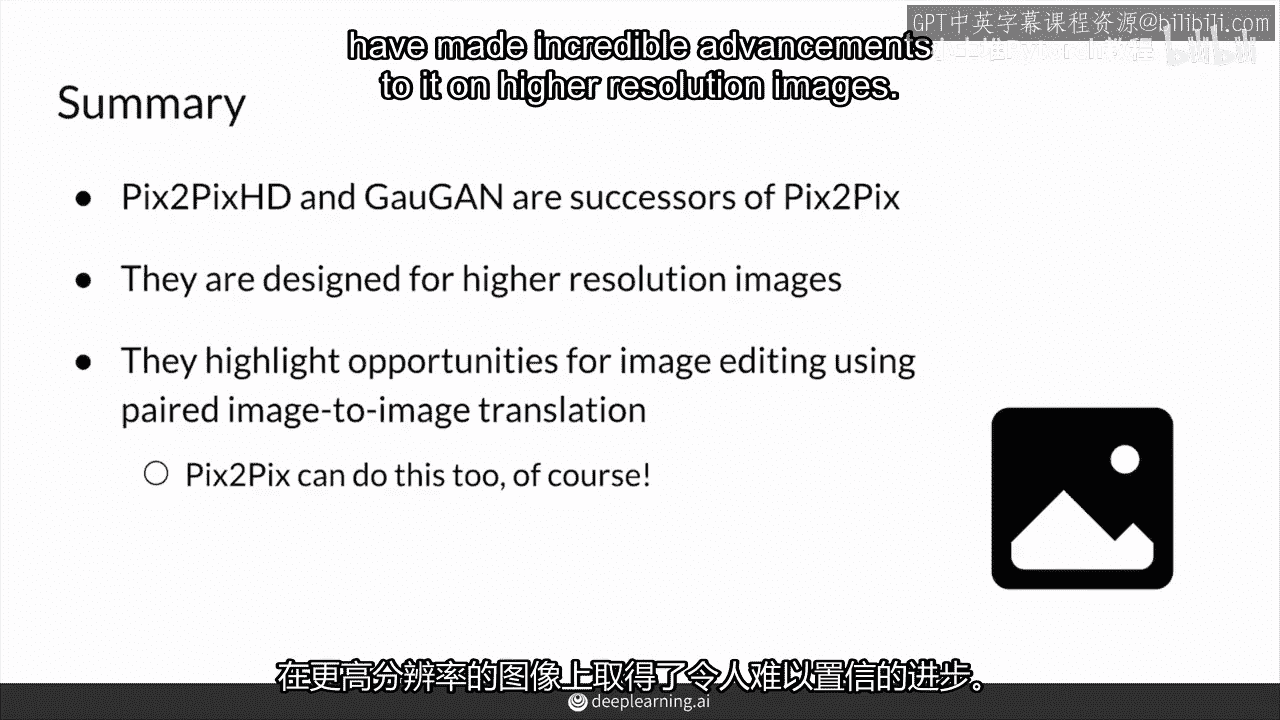 GPT中英字幕课程资源@bilibili.com
have made incredible advancements
to it on higher resolution images.
Summary
● Pix2PixHD and GauGAN are successors of Pix2Pix
● They are designed for higher resolution images
● They highlight opportunities for image editing using
paired image-to-image translation
○ Pix2Pix can do this too, of course!
在更高分辨率的图像上取得了令人难以置信的进步。
deeplearning.ai